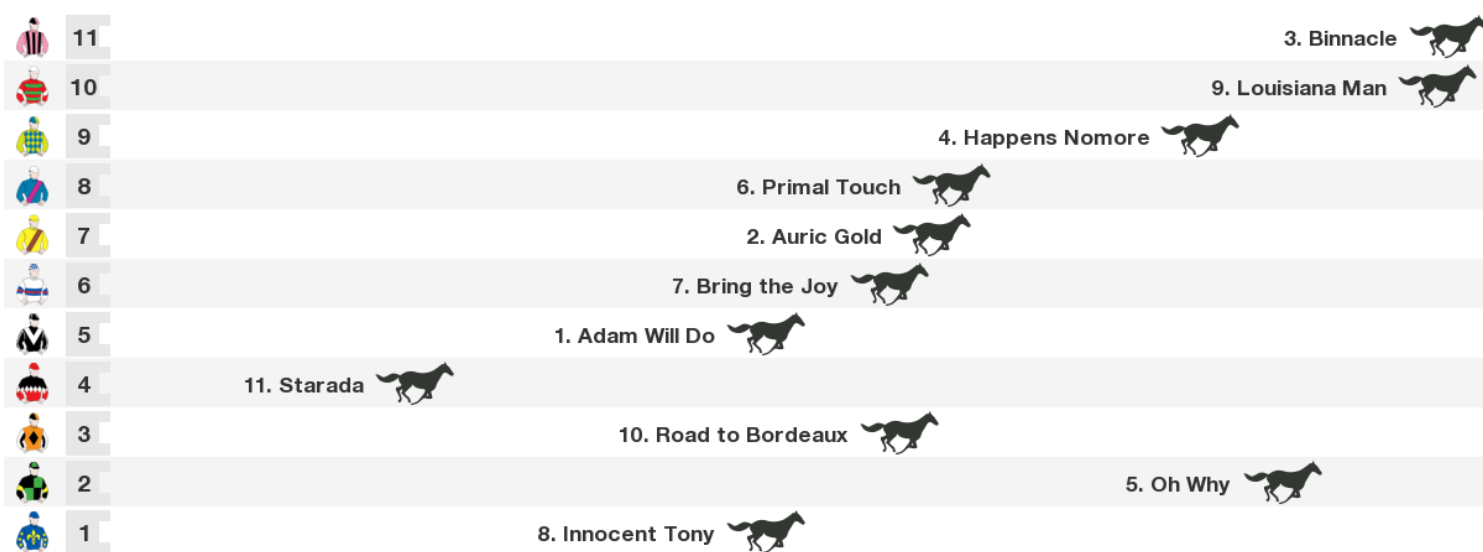 11 3. Binnacle
10 9. Louisiana Man
9 4. Happens Nomore
8 6. Primal Touch
7 2. Auric Gold
6 7. Bring the Joy
5 1. Adam Will Do
4 11. Starada
3 10. Road to Bordeaux
2 5. Oh Why
1 8. Innocent Tony